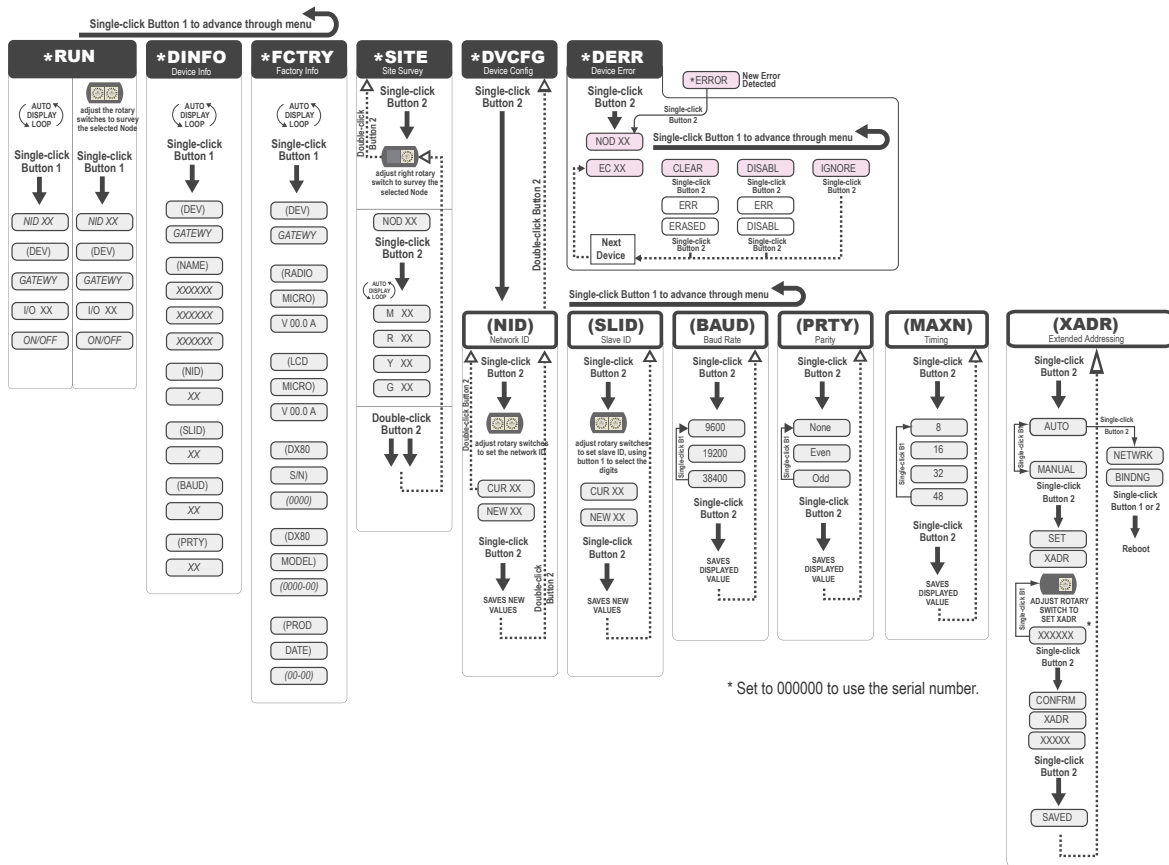 Single-click Button 1 to advance through menu
*RUN
AUTO
DISPLAY
LOOP
Single-click
Button 1
NID XX
(DEV)
GATEWY
I/O XX
ON/OFF
adjust the rotary
switches to survey
the selected Node
Single-click
Button 1
NID XX
(DEV)
GATEWY
I/O XX
ON/OFF
*DINFO
Device Info
AUTO
DISPLAY
LOOP
Single-click
Button 1
(DEV)
GATEWY
(NAME)
XXXXXX
XXXXXX
XXXXXX
(NID)
XX
(SLID)
XX
(BAUD)
XX
(PRTY)
XX
*FCTRY
Factory Info
AUTO
DISPLAY
LOOP
Single-click
Button 1
(DEV)
GATEWY
(RADIO
MICRO)
V 00.0 A
(LCD
MICRO)
V 00.0 A
(DX80
S/N)
(0000)
(DX80
MODEL)
(0000-00)
(PROD
DATE)
(00-00)
*SITE
Site Survey
Single-click
Button 2
Double-click
Button 2
adjust right rotary
switch to survey the
selected Node
NOD XX
Single-click
Button 2
AUTO
DISPLAY
LOOP
M XX
R XX
Y XX
G XX
Double-click
Button 2
*DVCFG
Device Config
Single-click
Button 2
Double-click Button 2
*DERR
Device Error
Single-click
Button 2
*ERROR
New Error
Detected
Single-click
Button 2
NOD XX
Single-click Button 1 to advance through menu
EC XX
CLEAR
Single-click
Button 2
ERR
ERASED
Single-click
Button 2
DISABL
Single-click
Button 2
ERR
DISABL
Single-click
Button 2
IGNORE
Single-click
Button 2
Next
Device
Single-click Button 1 to advance through menu
(NID)
Network ID
Single-click
Button 2
Double-click Button 2
adjust rotary switches
to set the network ID
CUR XX
NEW XX
Single-click
Button 2
SAVES NEW
VALUES
Double-click
Button 2
(SLID)
Slave ID
Single-click
Button 2
adjust rotary switches
to set slave ID, using
button 1 to select the
digits
CUR XX
NEW XX
Single-click
Button 2
SAVES NEW
VALUES
(BAUD)
Baud Rate
Single-click
Button 2
Single-click B1
9600
19200
38400
Single-click
Button 2
SAVES
DISPLAYED
VALUE
(PRTY)
Parity
Single-click
Button 2
Single-click B1
None
Even
Odd
Single-click
Button 2
SAVES
DISPLAYED
VALUE
(MAXN)
Timing
Single-click
Button 2
Single-click B1
8
16
32
48
Single-click
Button 2
SAVES
DISPLAYED
VALUE
(XADR)
Extended Addressing
Single-click
Button 2
Single-click B1
AUTO
Single-click
Button 2
NETWRK
BINDNG
Single-click
Button 1 or 2
Reboot
MANUAL
Single-click
Button 2
SET
XADR
ADJUST ROTARY
SWITCH TO
SET XADR
Single-click B1
XXXXXX *
Single-click
Button 2
CONFRM
XADR
XXXXX
Single-click
Button 2
SAVED
* Set to 000000 to use the serial number.